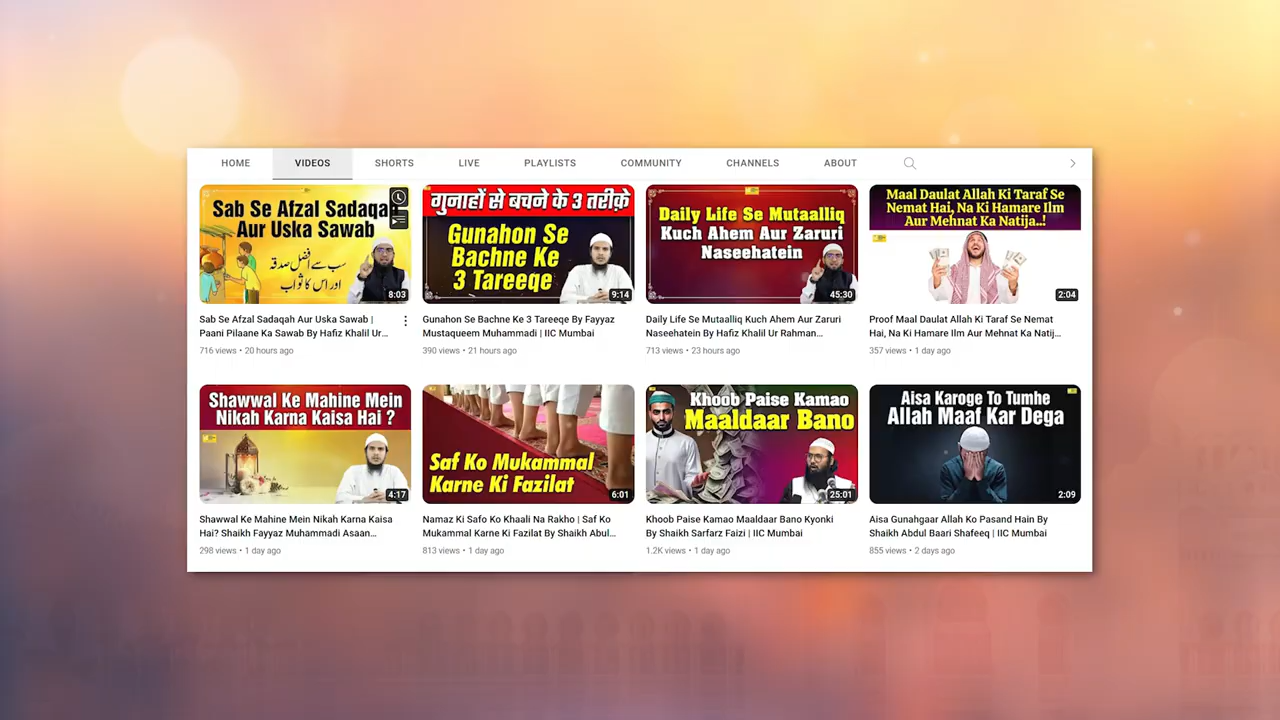 HOME VIDEOS SHORTS LIVE PLAYLISTS COMMUNITY CHANNELS ABOUT
Sab Se Afzal Sadaqa
Aur Uska Sawab
سب سے افضل صدقہ
اور اس کا ثواب
8:03
गुनाहों से बचने के 3 तरीक़े
Gunahon Se
Bachne Ke
3 Tareeqe
9:14
Daily Life Se Mutaalliq
Kuch Ahem Aur Zaruri
Naseehatein
45:30
Maal Daulat Allah Ki Taraf Se
Nemat Hai, Na Ki Hamare Ilm
Aur Mehnat Ka Natija..!
2:04
Sab Se Afzal Sadaqah Aur Uska Sawab |
Paani Pilaane Ka Sawab By Hafiz Khalil Ur...
716 views • 20 hours ago
Gunahon Se Bachne Ke 3 Tareeqe By Fayyaz
Mustaqueem Muhammadi | IIC Mumbai
390 views • 21 hours ago
Daily Life Se Mutaalliq Kuch Ahem Aur Zaruri
Naseehatein By Hafiz Khalil Ur Rahman...
713 views • 23 hours ago
Proof Maal Daulat Allah Ki Taraf Se Nemat
Hai, Na Ki Hamare Ilm Aur Mehnat Ka Natij...
357 views • 1 day ago
Shawwal Ke Mahine Mein
Nikah Karna Kaisa Hai ?
4:17
Saf Ko Mukammal
Karne Ki Fazilat
6:01
Khoob Paise Kamao
Maaldaar Bano
25:01
Aisa Karoge To Tumhe
Allah Maaf Kar Dega
2:09
Shawwal Ke Mahine Mein Nikah Karna Kaisa
Hai? Shaikh Fayyaz Muhammadi Asaan...
298 views • 1 day ago
Namaz Ki Safo Ko Khaali Na Rakho | Saf Ko
Mukammal Karne Ki Fazilat By Shaikh Abul...
813 views • 1 day ago
Khoob Paise Kamao Maaldaar Bano Kyonki
By Shaikh Sarfarz Faizi | IIC Mumbai
1.2K views • 1 day ago
Aisa Gunahgaar Allah Ko Pasand Hain By
Shaikh Abdul Baari Shafeeq | IIC Mumbai
855 views • 2 days ago